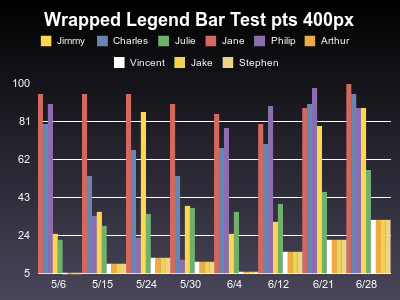 Wrapped Legend Bar Test pts 400px
Jimmy Charles Julie Jane Philip Arthur
Vincent Jake Stephen
100
81
62
43
24
5
5/6 5/15 5/24 5/30 6/4 6/12 6/21 6/28